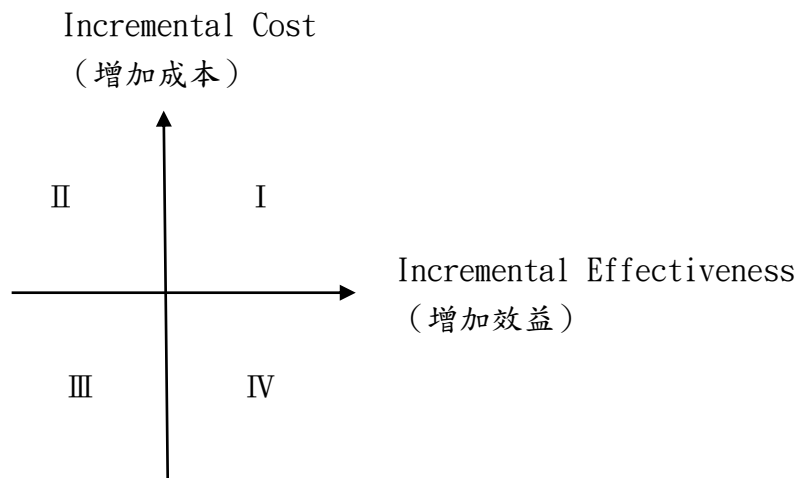 Incremental Cost
（增加成本）
Ⅱ Ⅰ
Incremental Effectiveness
（增加效益）
Ⅲ Ⅳ